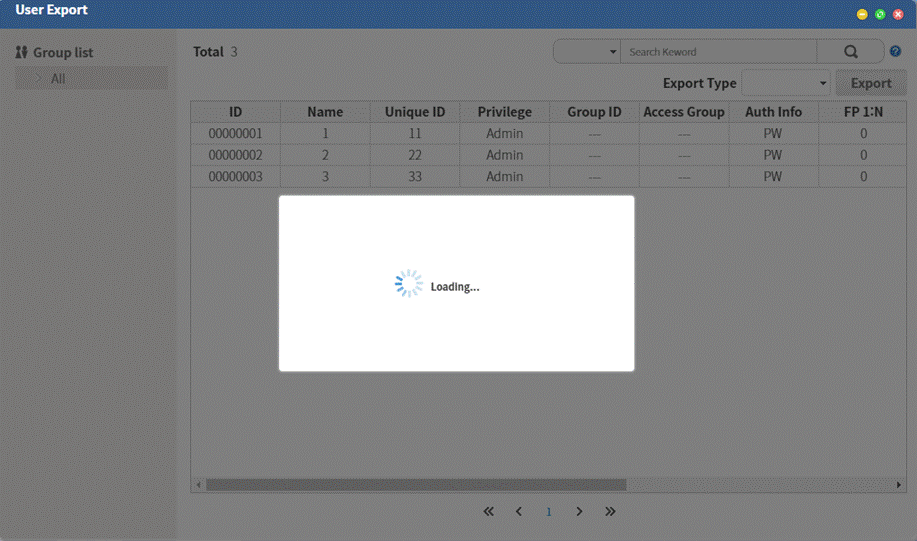 User Export
Group list
All
Total 3
Search Keword
Export Type
Export
ID Name Unique ID Privilege Group ID Access Group Auth Info FP 1:N
00000001 1 11 Admin --- --- PW 0
00000002 2 22 Admin --- --- PW 0
00000003 3 33 Admin --- --- PW 0
Loading...
1